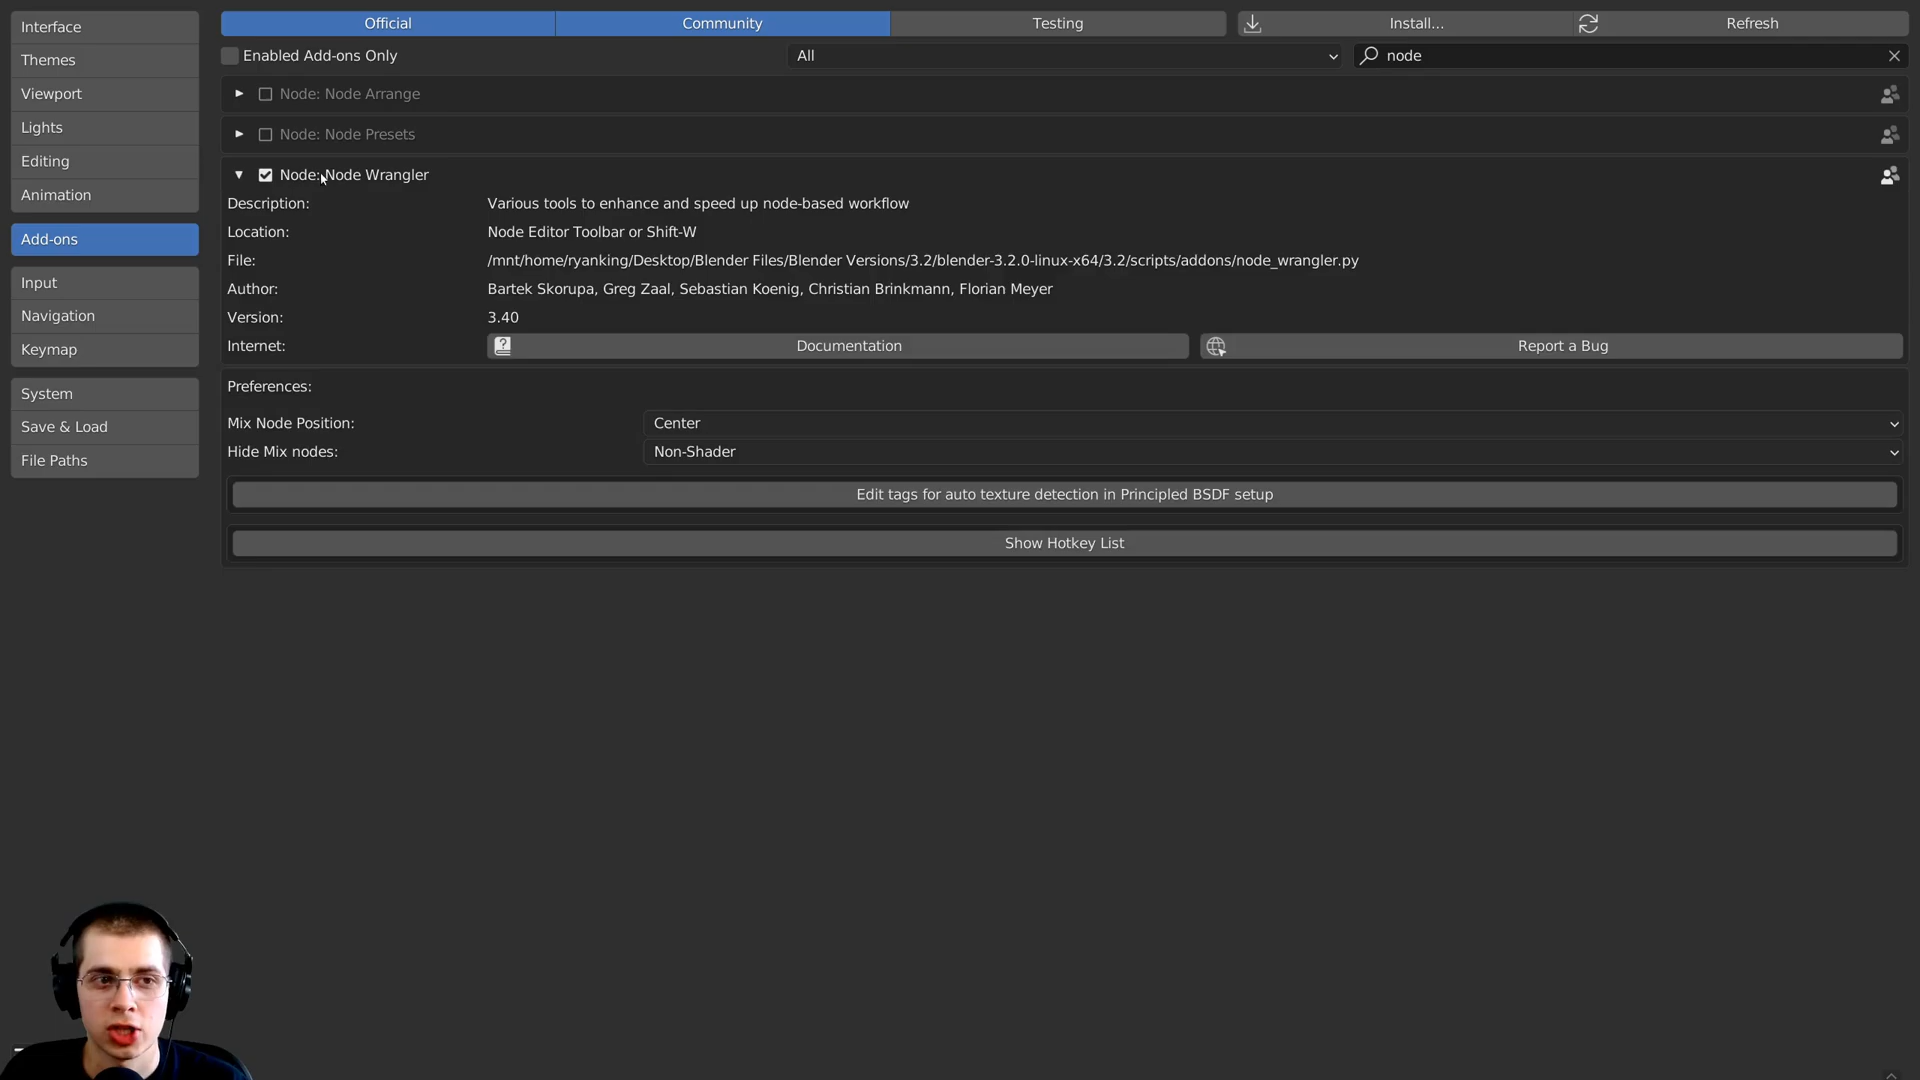 Interface
Themes
Viewport
Lights
Editing
Animation
Add-ons
Input
Navigation
Keymap
System
Save & Load
File Paths
Official Community Testing Install... Refresh
Enabled Add-ons Only All node
Node: Node Arrange
Node: Node Presets
Node: Node Wrangler
Description: Various tools to enhance and speed up node-based workflow
Location: Node Editor Toolbar or Shift-W
File: /mnt/home/ryanking/Desktop/Blender Files/Blender Versions/3.2/blender-3.2.0-linux-x64/3.2/scripts/addons/node_wrangler.py
Author: Bartek Skorupa, Greg Zaal, Sebastian Koenig, Christian Brinkmann, Florian Meyer
Version: 3.40
Internet: Documentation Report a Bug
Preferences:
Mix Node Position: Center
Hide Mix nodes: Non-Shader
Edit tags for auto texture detection in Principled BSDF setup
Show Hotkey List